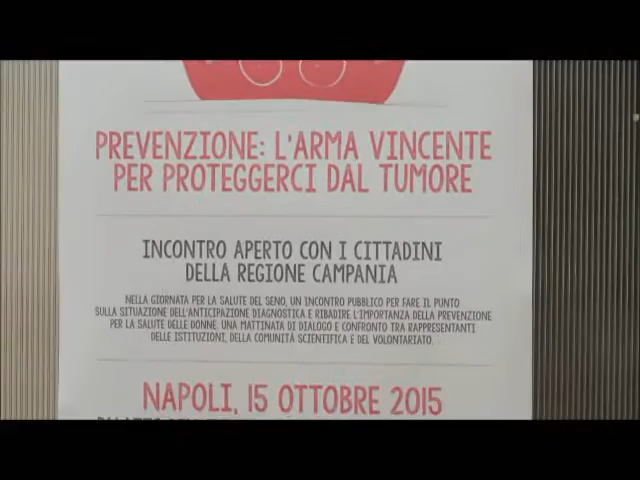 PREVENZIONE: L'ARMA VINCENTE
PER PROTEGGERCI DAL TUMORE
INCONTRO APERTO CON I CITTADINI
DELLA REGIONE CAMPANIA
NELLA GIORNATA PER LA SALUTE DEL SENO, UN INCONTRO PUBBLICO PER FARE IL PUNTO
SULLA SITUAZIONE DELL'ANTICIPAZIONE DIAGNOSTICA E RIBADIRE L'IMPORTANZA DELLA PREVENZIONE
PER LA SALUTE DELLE DONNE. UNA MATTINATA DI DIALOGO E CONFRONTO TRA RAPPRESENTANTI
DELLE ISTITUZIONI, DELLA COMUNITÀ SCIENTIFICA E DEL VOLONTARIATO.
NAPOLI, 15 OTTOBRE 2015